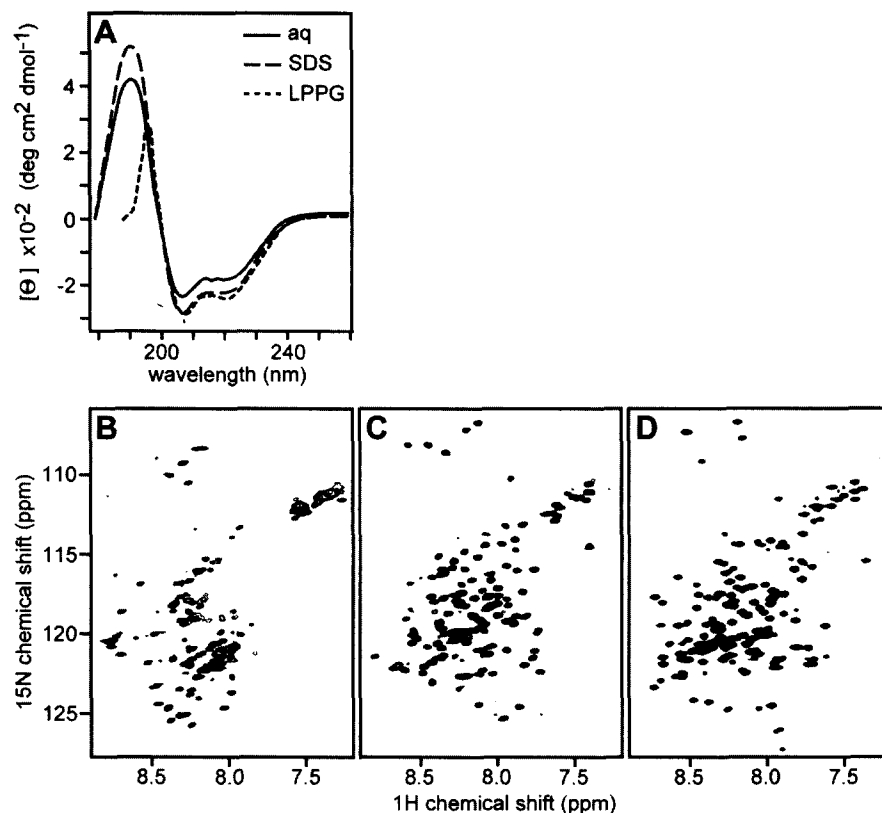 A
aq
SDS
LPPG
[Θ] x10-2 (deg cm2 dmol-1)
4
2
0
-2
200
240
wavelength (nm)
B
C
D
15N chemical shift (ppm)
110
115
120
125
8.5
8.0
7.5
8.5
8.0
7.5
8.5
8.0
7.5
1H chemical shift (ppm)